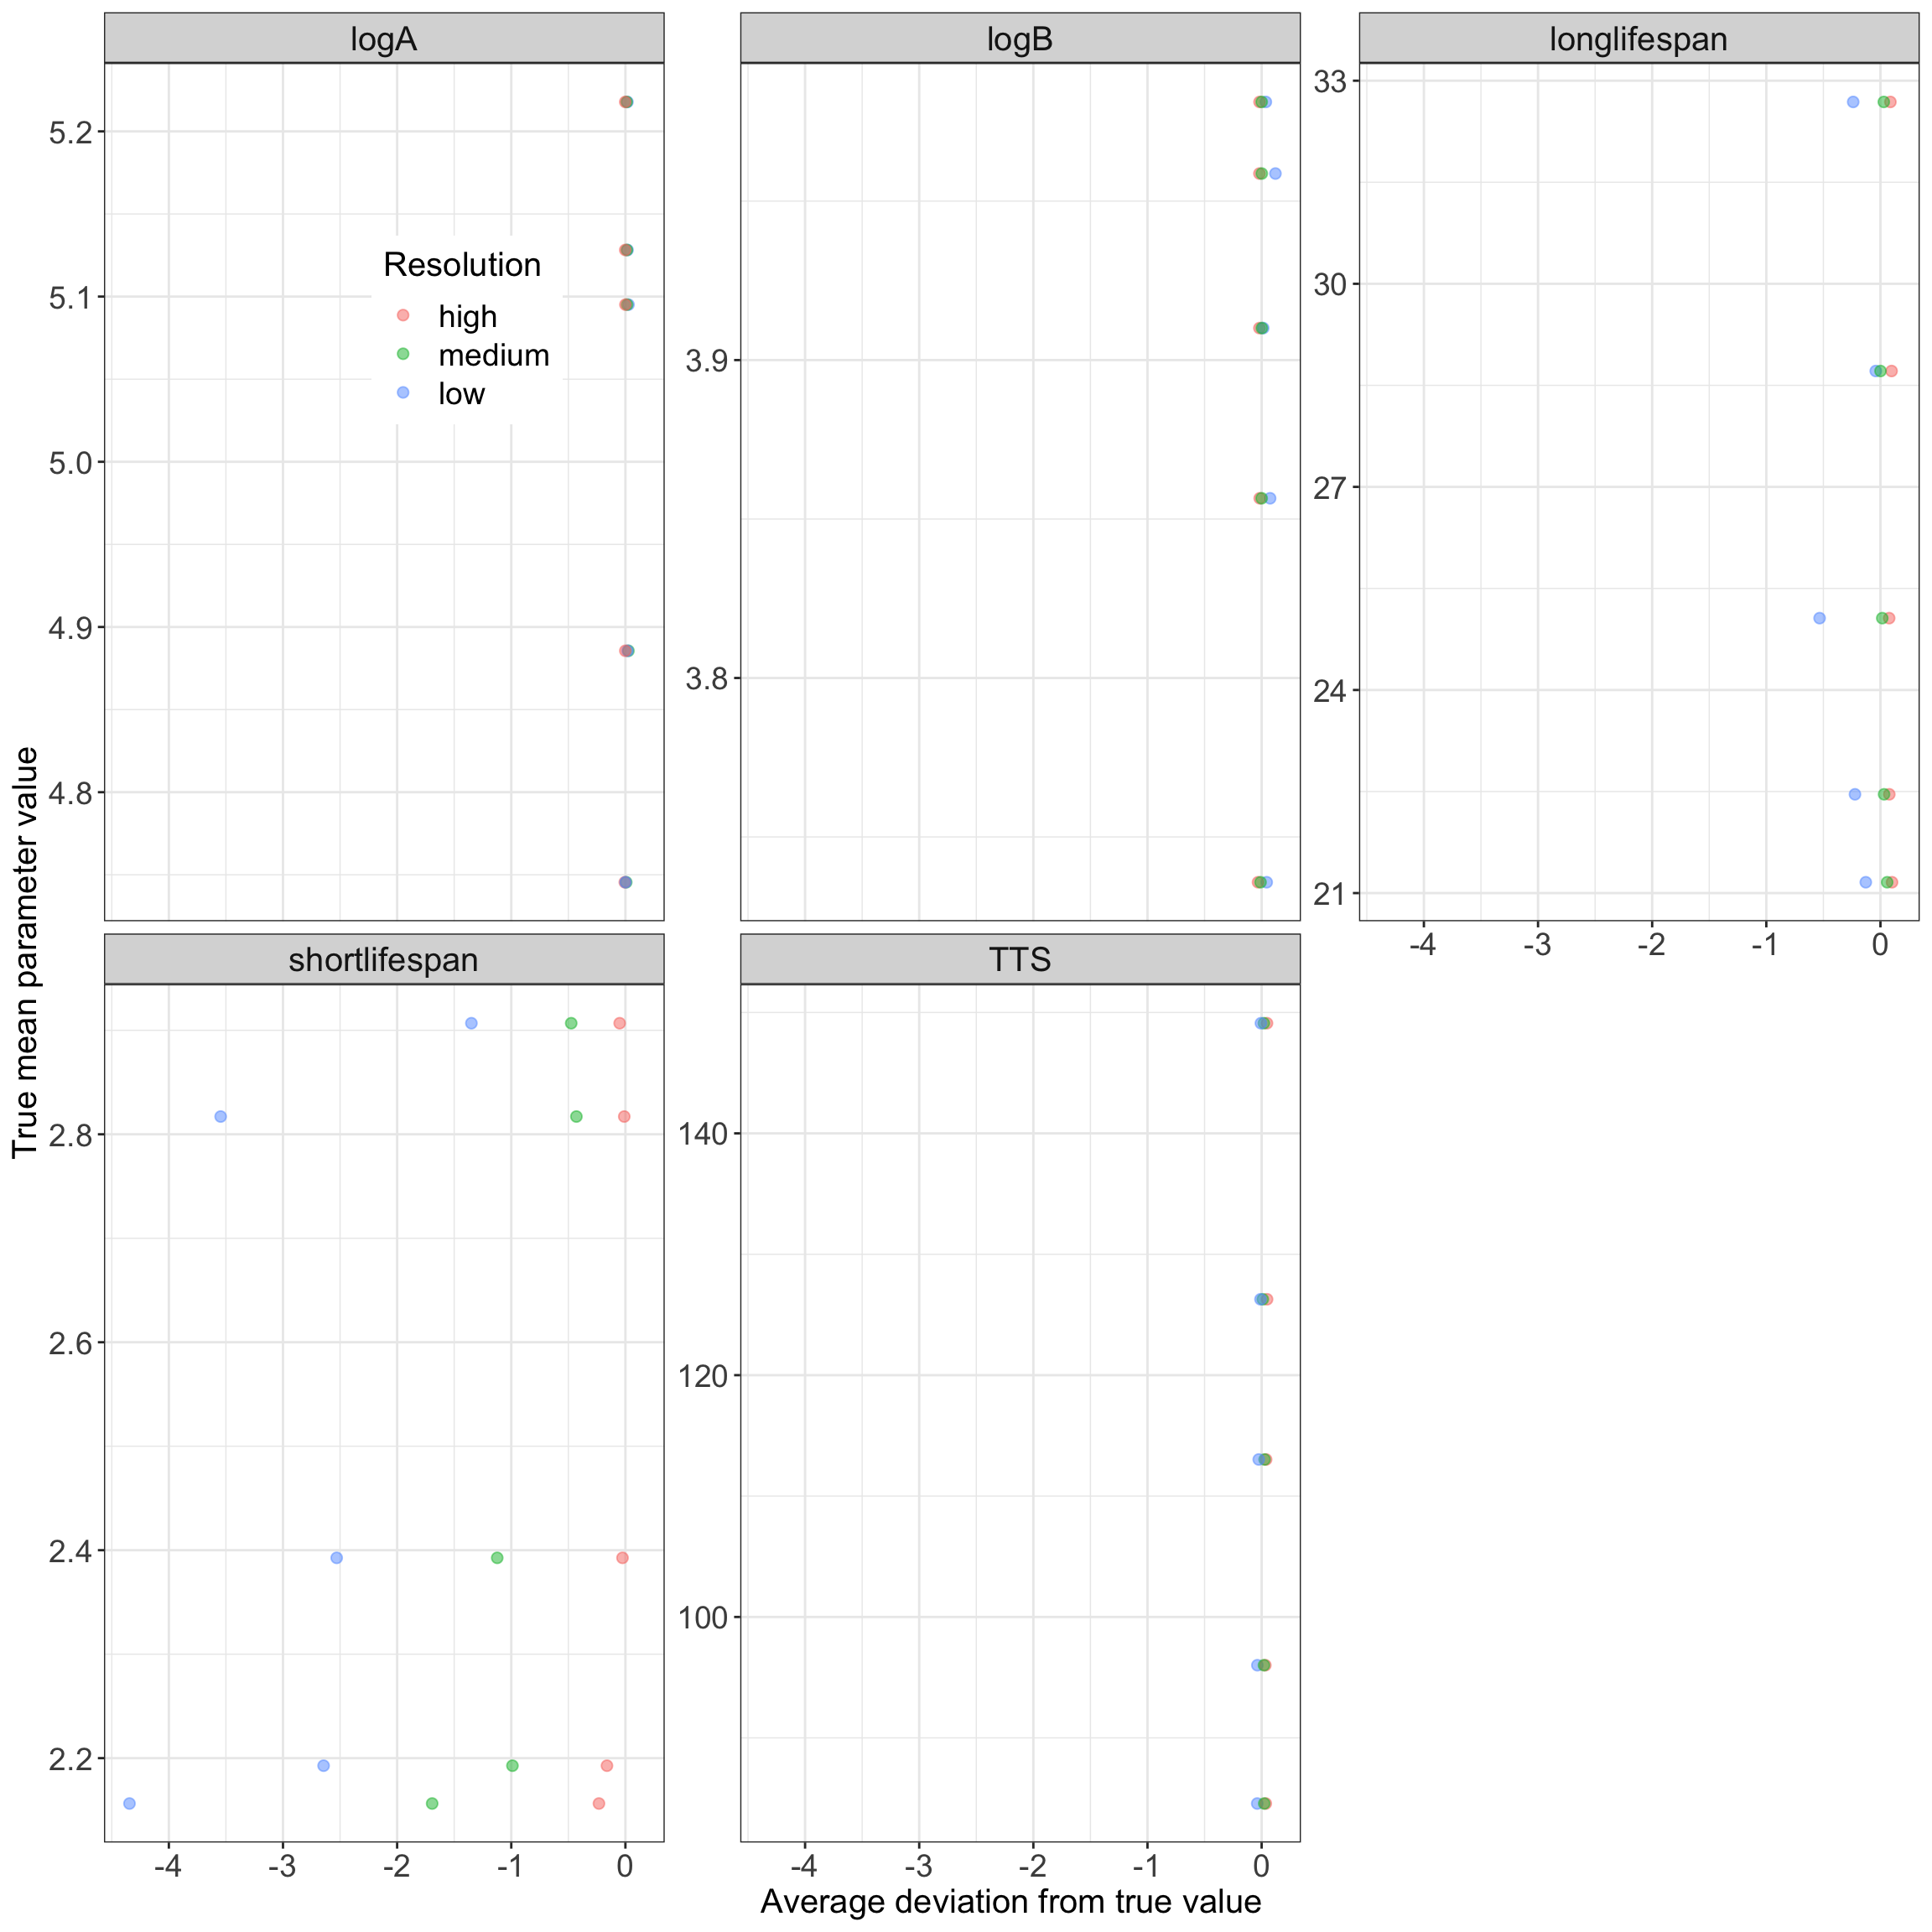 logA
logB
longlifespan
5.2
5.1
5.0
4.9
4.8
Resolution
high
medium
low
3.9
3.8
33
30
27
24
21
-4 -3 -2 -1 0
True mean parameter value
shortlifespan
TTS
2.8
2.6
2.4
2.2
140
120
100
-4 -3 -2 -1 0
-4 -3 -2 -1 0
Average deviation from true value